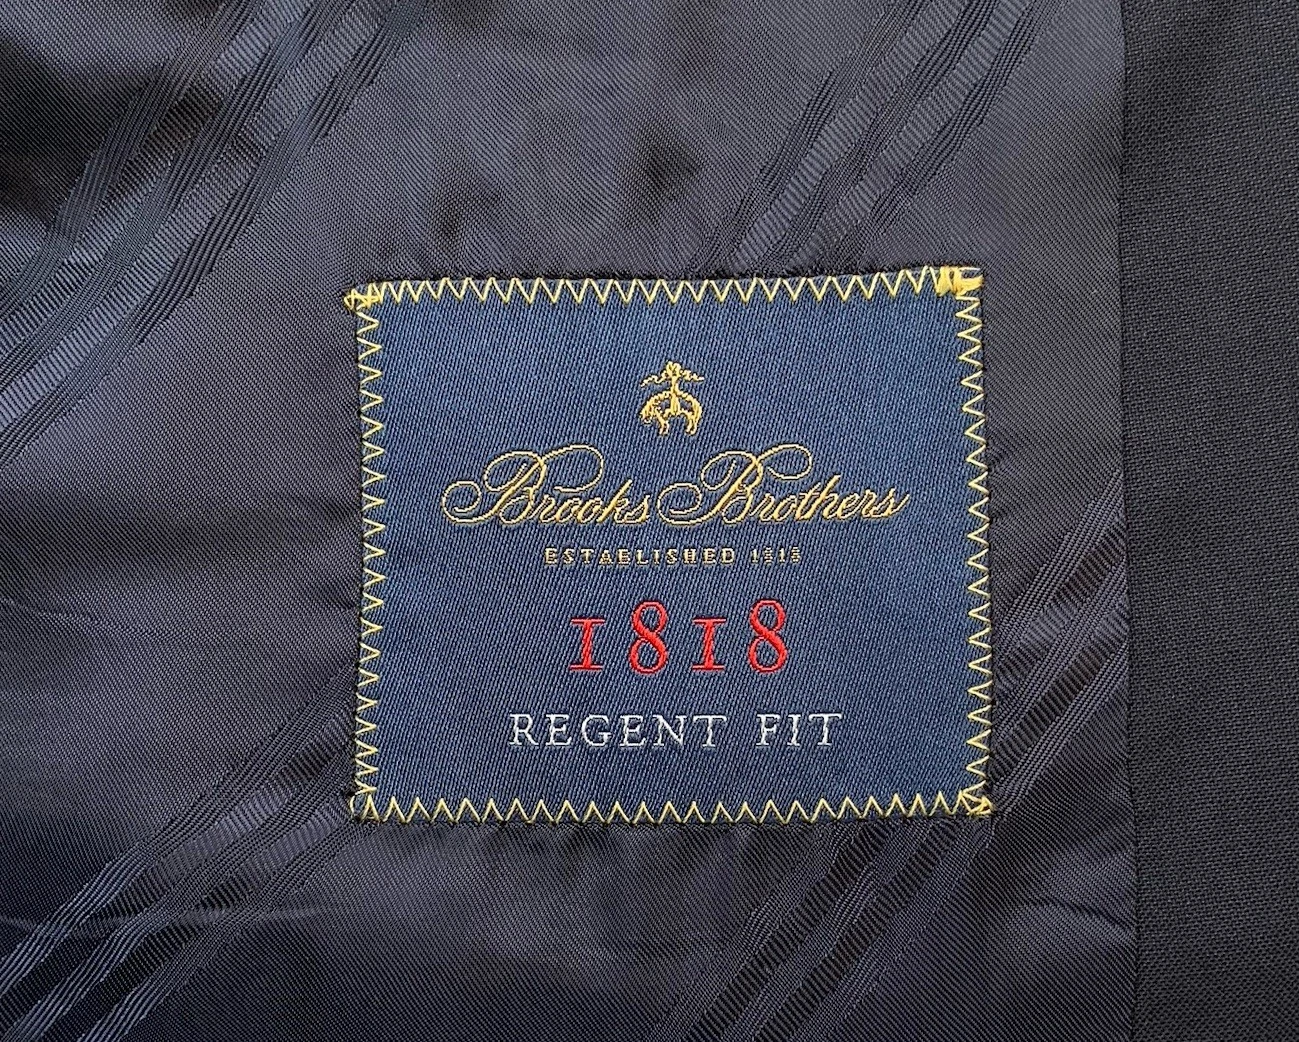 Brooks Brothers
ESTABLISHED 1818
1818
REGENT FIT